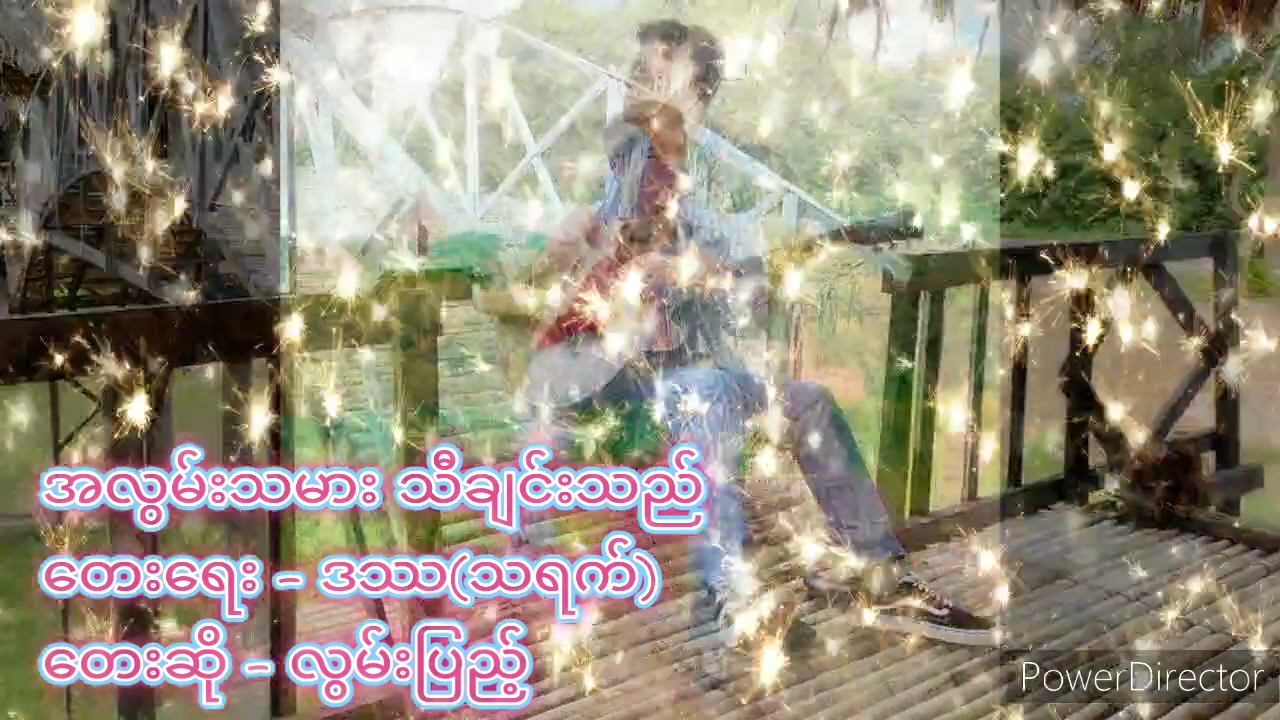 အလွမ်းသမား သီချင်းသည်
တေးရေး - ဒဿ(သရက်)
တေးဆို - လွမ်းပြည့်
PowerDirector